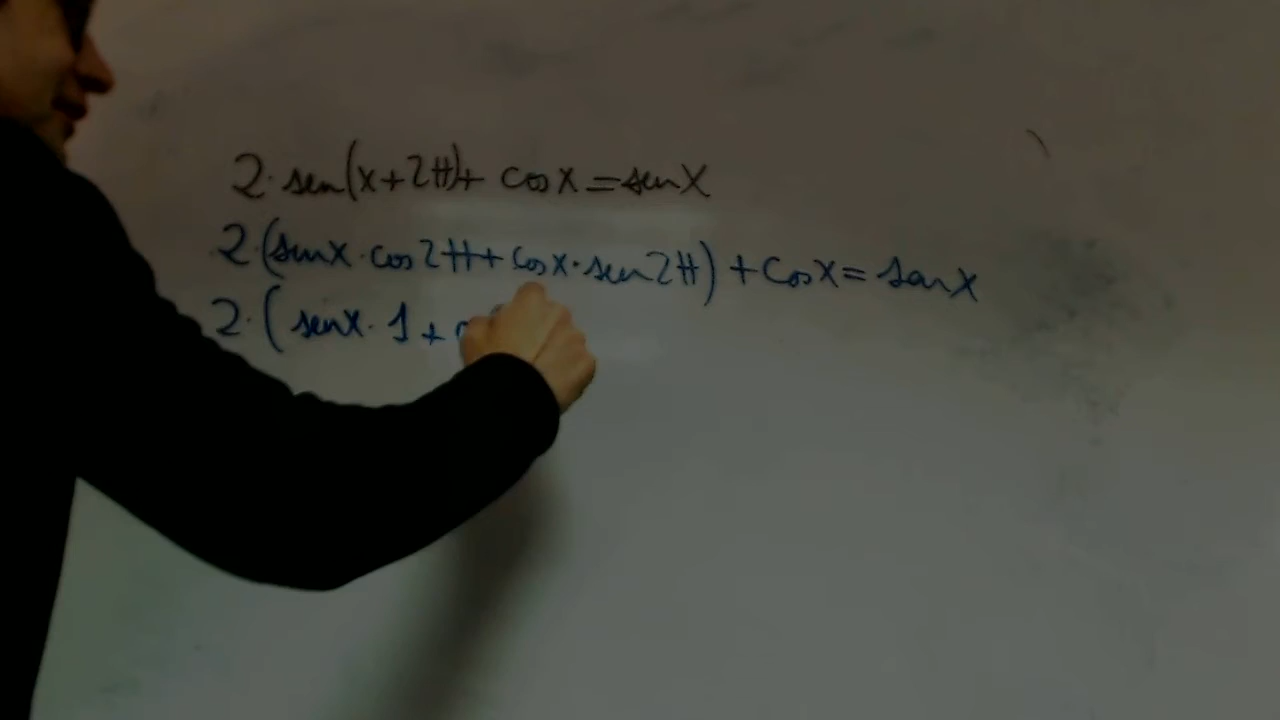 2·sen(x+2π)+ cosx=senx
2·(senx·cos2π+cosx·sen2π)+cosx=senx
2·(senx·1+